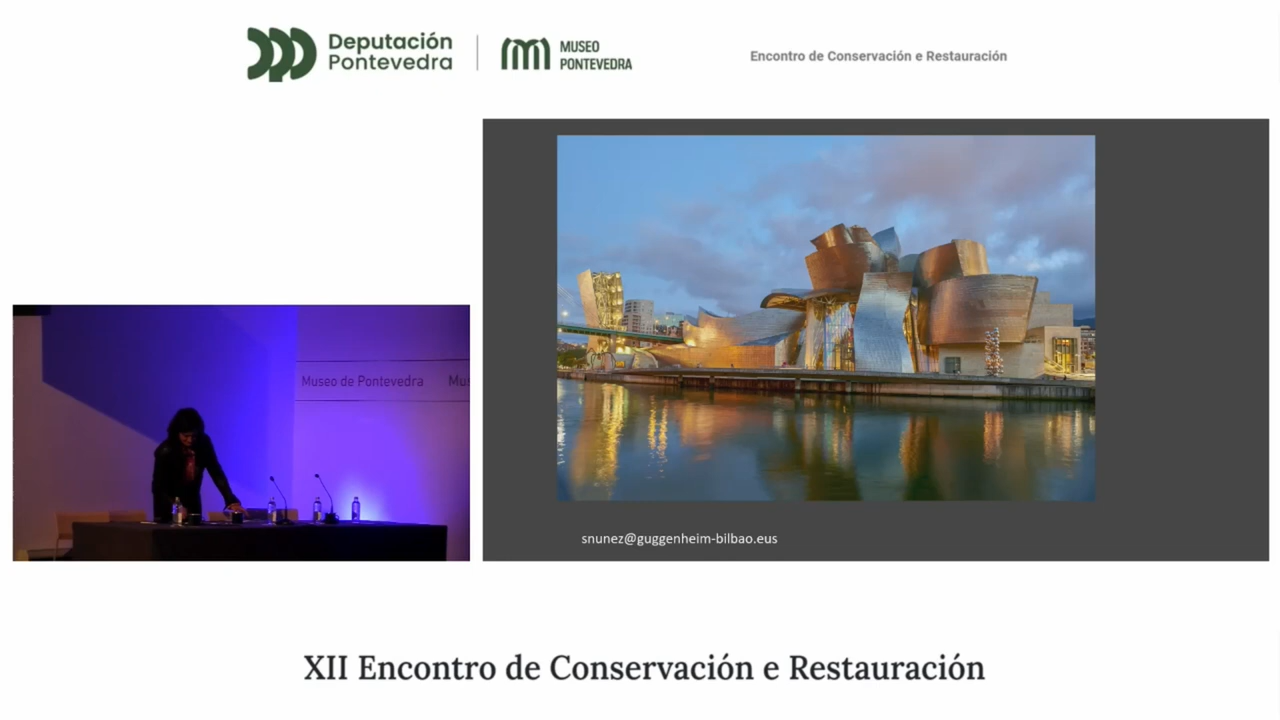 Deputación
Pontevedra
MUSEO
PONTEVEDRA
Encontro de Conservación e Restauración
Museo de Pontevedra
snunez@guggenheim-bilbao.eus
XII Encontro de Conservación e Restauración